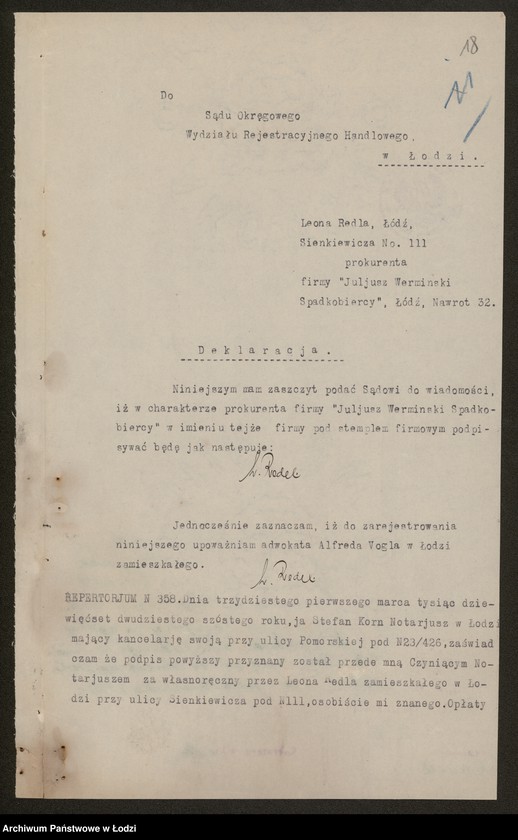 18
Do
Sądu Okręgowego
Wydziału Rejestracyjnego Handlowego,
w Łodzi.
Leona Redla, Łódź,
Sienkiewicza No. 111
prokurenta
firmy "Juljusz Werminski
Spadkobiercy", Łódź, Nawrot 32.
Deklaracja.
Niniejszym mam zaszczyt podać Sądowi do wiadomości,
iż w charakterze prokurenta firmy "Juljusz Werminski Spadko-
biercy" w imieniu tejże firmy pod stemplem firmowym podpi-
sywać będę jak następuje:
L. Redel
Jednocześnie zaznaczam, iż do zarejestrowania
niniejszego upoważniam adwokata Alfreda Vogla w Łodzi
zamieszkałego.
L. Redel
REPERTORJUM N 358.Dnia trzydziestego pierwszego marca tysiąc dzie-
więćset dwudziestego szóstego roku,ja Stefan Korn Notarjusz w Łodzi
mający kancelarję swoją przy ulicy Pomorskiej pod N23/426,zaświad
czam że podpis powyższy przyznany został przede mną Czyniącym No-
tarjuszem za własnoręczny przez Leona Redla zamieszkałego w Ło-
dzi przy ulicy Sienkiewicza pod N111,osobiście mi znanego.Opłaty
Archiwum Państwowe w Łodzi